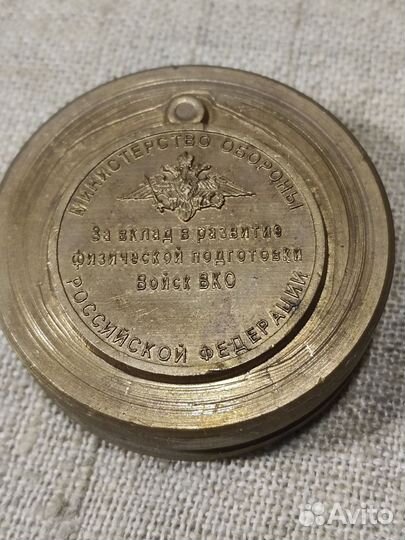 МИНИСТЕРСТВО ОБОРОНЫ
За вклад в развитие
физической подготовки
Войск ВКО
РОССИЙСКОЙ ФЕДЕРАЦИИ
Avito